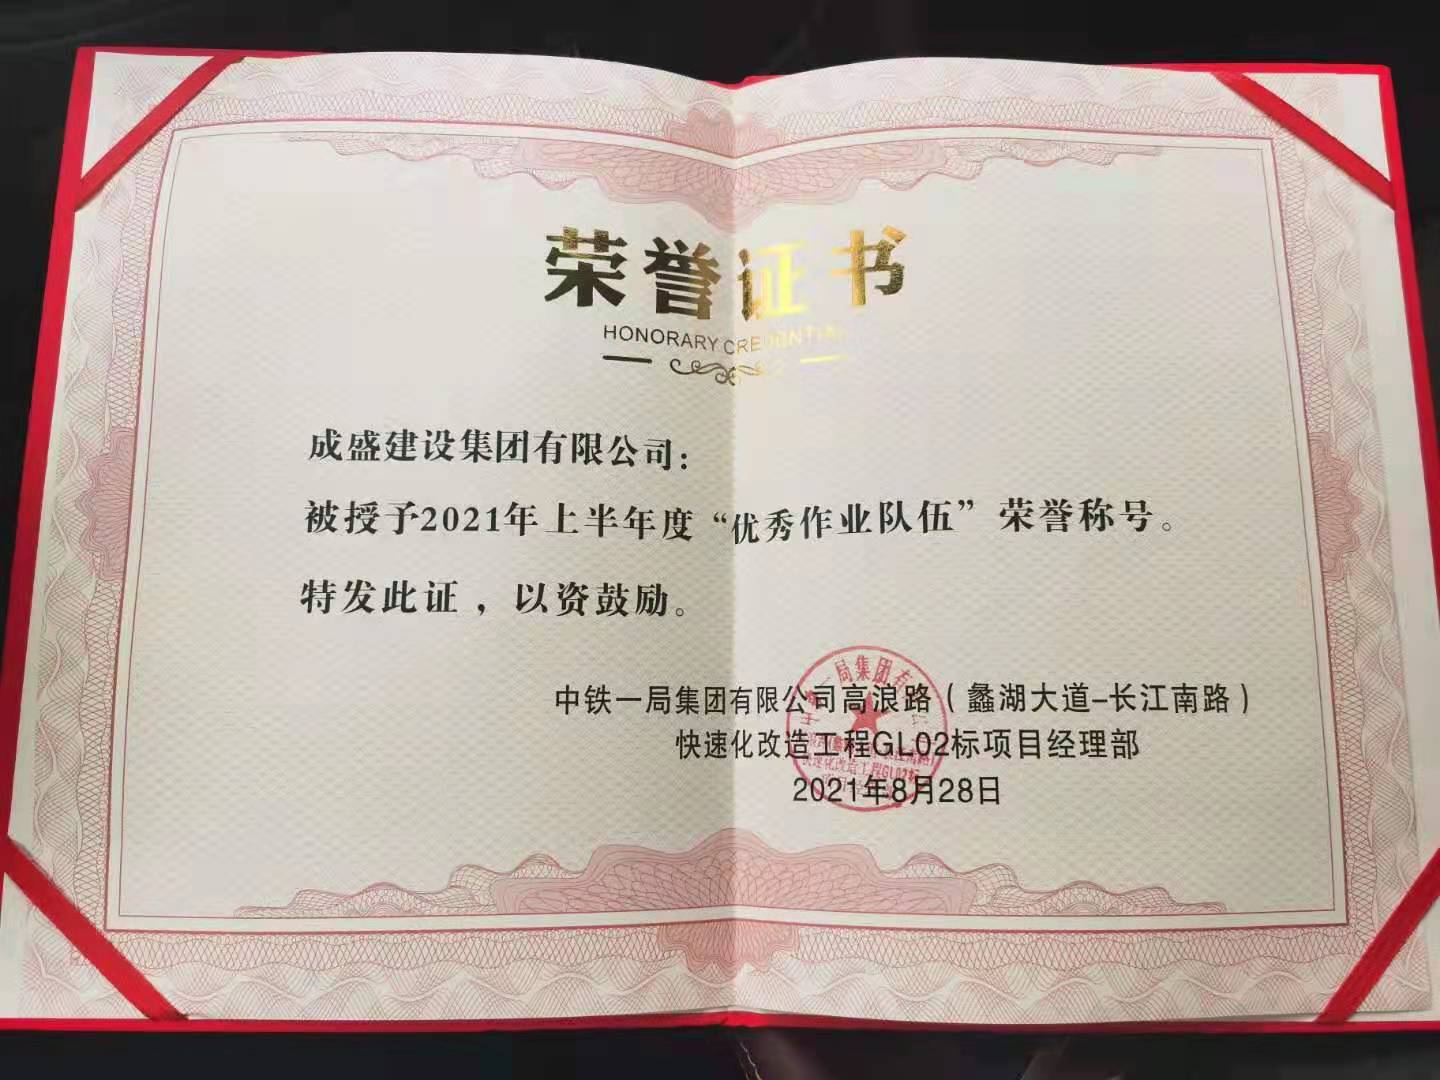 荣誉证书
HONORARY CREDENTIAL
成盛建设集团有限公司：
被授予2021年上半年度“优秀作业队伍”荣誉称号。
特发此证，以资鼓励。
中铁一局集团有限公司高浪路（蠡湖大道-长江南路）
快速化改造工程GL02标项目经理部
2021年8月28日